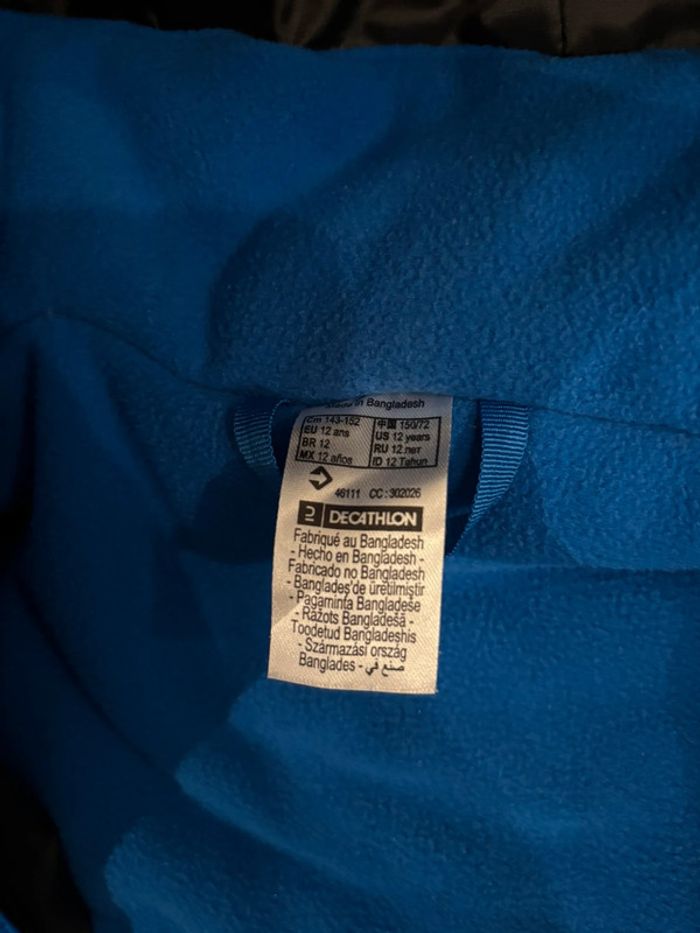 Made in Bangladesh
Cm 143-152 中国 150/72
EU 12 ans US 12 years
BR 12 RU 12 лет
MX 12 años ID 12 Tahun
46111 CC:302026
DECATHLON
Fabriqué au Bangladesh
- Hecho en Bangladesh -
Fabricado no Bangladesh
- Bangladeş'de üretilmiştir
- Pagaminta Bangladeše
- Ražots Bangladešā -
Toodetud Bangladeshis
- Származási ország
Banglades - صنع في